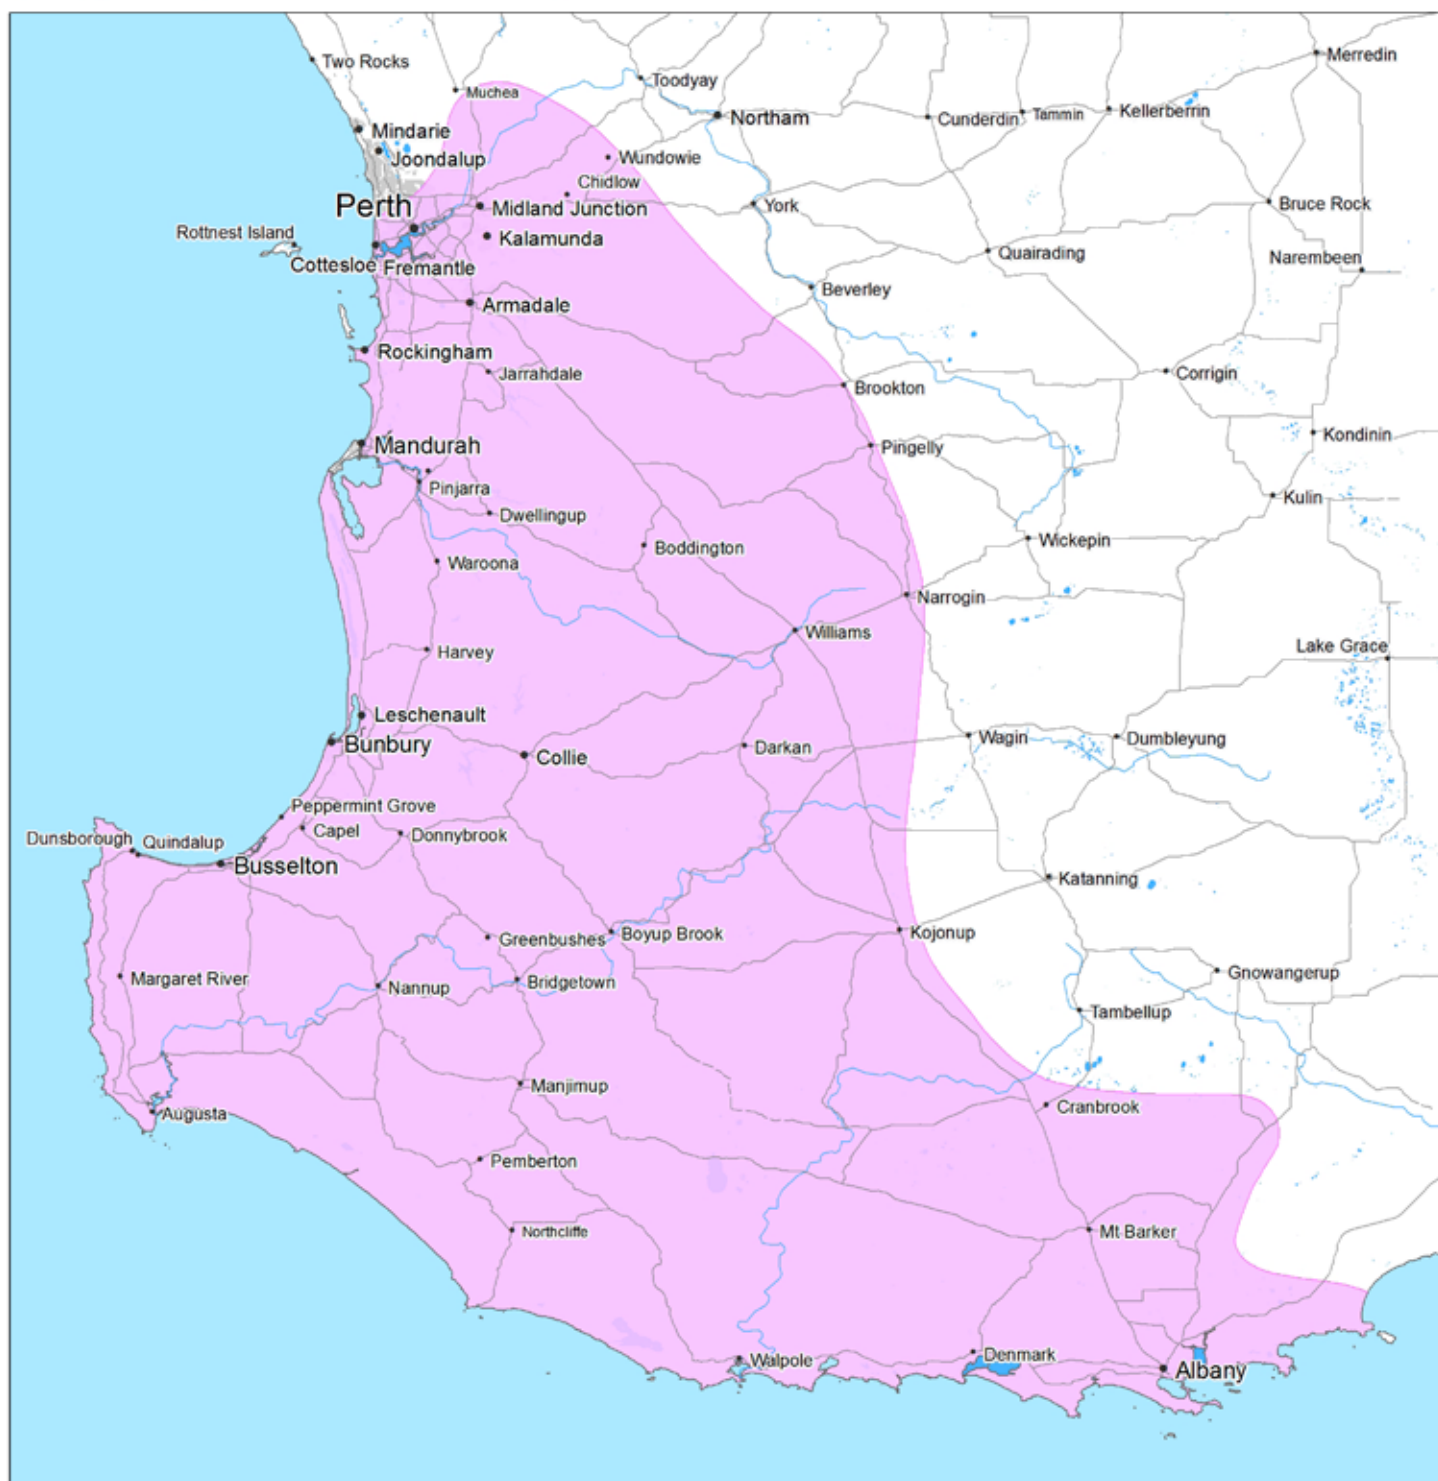 Merredin
Two Rocks
Toodyay
Muchea
Northam
Cunderdin
Tammin
Kellerberrin
Mindarie
Joondalup
Wundowie
Chidlow
Perth
Midland Junction
York
Bruce Rock
Rottnest Island
Kalamunda
Quairading
Narembeen
Cottesloe
Fremantle
Beverley
Armadale
Rockingham
Jarrahdale
Corrigin
Brookton
Mandurah
Pingelly
Kondinin
Pinjarra
Kulin
Dwellingup
Boddington
Wickepin
Waroona
Narrogin
Williams
Harvey
Lake Grace
Leschenault
Bunbury
Collie
Darkan
Wagin
Dumbleyung
Peppermint Grove
Dunsborough
Quindalup
Capel
Donnybrook
Busselton
Katanning
Greenbushes
Boyup Brook
Kojonup
Margaret River
Nannup
Bridgetown
Gnowangerup
Tambellup
Manjimup
Augusta
Cranbrook
Pemberton
Northcliffe
Mt Barker
Walpole
Denmark
Albany